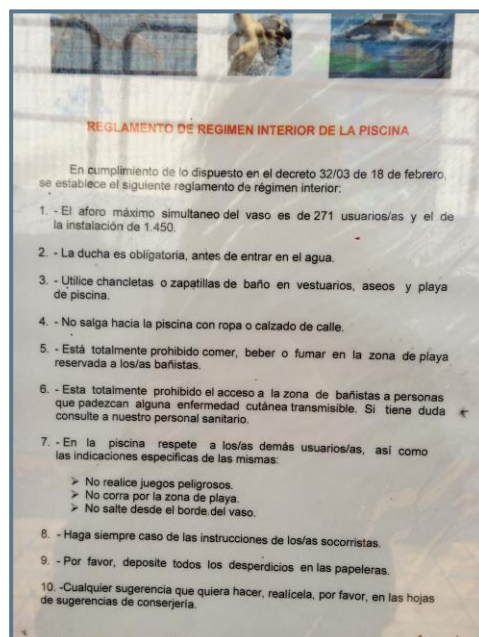 REGLAMENTO DE REGIMEN INTERIOR DE LA PISCINA
En cumplimiento de lo dispuesto en el decreto 32/03 de 18 de febrero,
se establece el siguiente reglamento de régimen interior:
1. - El aforo máximo simultaneo del vaso es de 271 usuarios/as y el de
la instalación de 1.450.
2. - La ducha es obligatoria, antes de entrar en el agua.
3. - Utilice chancletas o zapatillas de baño en vestuarios, aseos y playa
de piscina.
4. - No salga hacia la piscina con ropa o calzado de calle.
5. - Está totalmente prohibido comer, beber o fumar en la zona de playa
reservada a los/as bañistas.
6. - Esta totalmente prohibido el acceso a la zona de bañistas a personas
que padezcan alguna enfermedad cutánea transmisible. Si tiene duda
consulte a nuestro personal sanitario.
7. - En la piscina respete a los/as demás usuarios/as, así como
las indicaciones especificas de las mismas:
➢ No realice juegos peligrosos.
➢ No corra por la zona de playa.
➢ No salte desde el borde del vaso.
8. - Haga siempre caso de las instrucciones de los/as socorristas.
9. - Por favor, deposite todos los desperdicios en las papeleras.
10. -Cualquier sugerencia que quiera hacer, realícela, por favor, en las hojas
de sugerencias de conserjería.